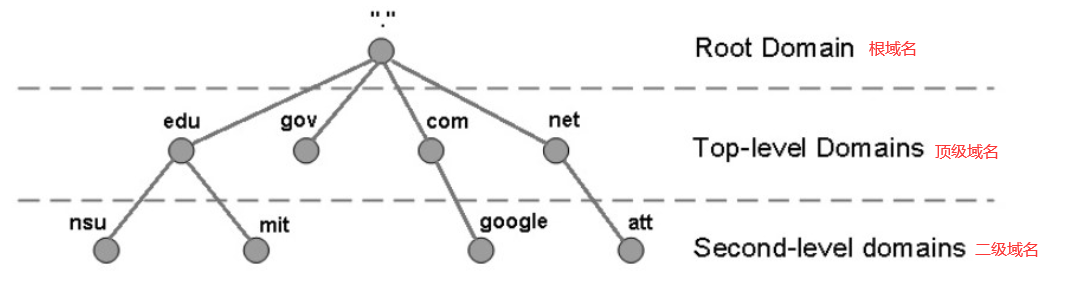 "."
Root Domain 根域名
edu gov com net
Top-level Domains 顶级域名
nsu mit google att
Second-level domains 二级域名